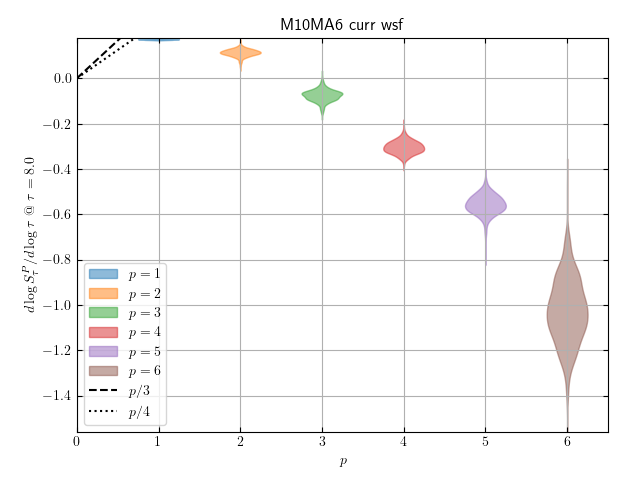 M10MA6 curr wsf
d log S_τ^P / d log τ @ τ = 8.0
0.0
−0.2
−0.4
−0.6
−0.8
−1.0
−1.2
−1.4
p = 1
p = 2
p = 3
p = 4
p = 5
p = 6
p/3
p/4
0 1 2 3 4 5 6
p